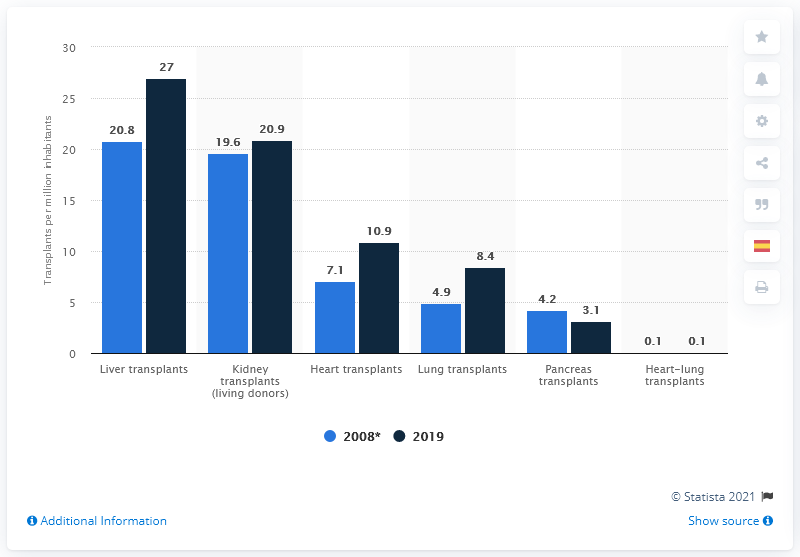 30
25
20
15
10
5
0
Transplants per million inhabitants
20.8
27
19.6
20.9
7.1
10.9
4.9
8.4
4.2
3.1
0.1
0.1
Liver transplants
Kidney
transplants
(living donors)
Heart transplants
Lung transplants
Pancreas
transplants
Heart-lung
transplants
2008*
2019
© Statista 2021
Additional Information
Show source